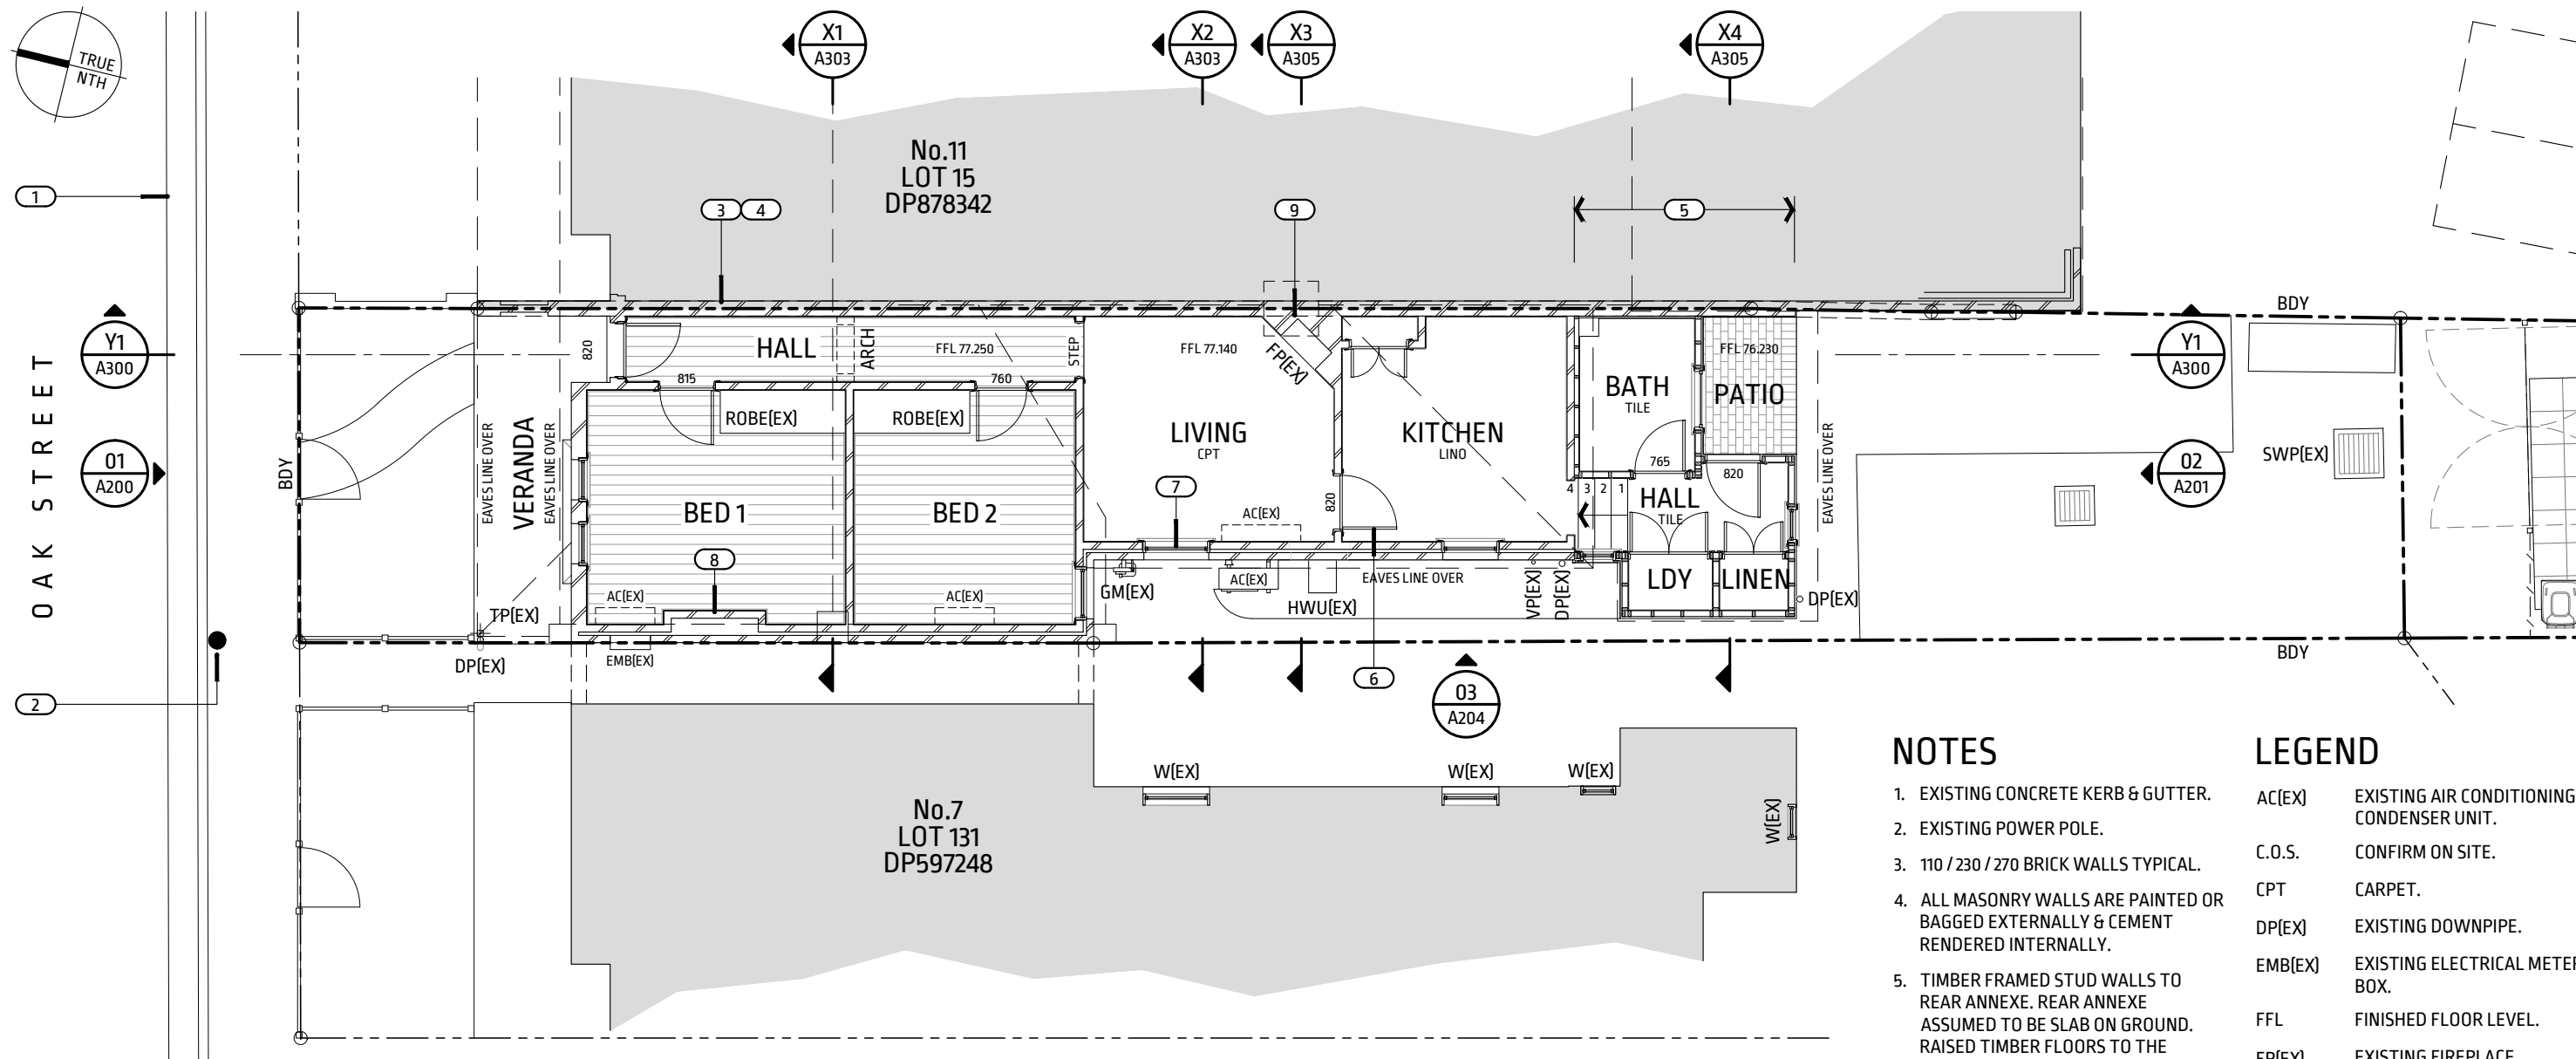 TRUE
NTH
X1
A303
X2
A303
X3
A305
X4
A305
No.11
LOT 15
DP878342
1
3
4
9
5
BDY
Y1
A300
OAK STREET
01
A200
BDY
EAVES LINE OVER
VERANDA
EAVES LINE OVER
820
HALL
ARCH
FFL 77.250
STEP
815
760
ROBE(EX)
ROBE(EX)
BED 1
BED 2
8
AC(EX)
AC(EX)
TP(EX)
DP(EX)
EMB(EX)
FFL 77.140
FP(EX)
LIVING
CPT
7
AC(EX)
820
KITCHEN
LINO
BATH
TILE
765
FFL 76.230
PATIO
820
4 3 2 1
HALL
TILE
EAVES LINE OVER
LDY
LINEN
DP(EX)
GM(EX)
AC(EX)
HWU(EX)
EAVES LINE OVER
VP(EX)
DP(EX)
Y1
A300
02
A201
SWP(EX)
BDY
2
6
03
A204
W(EX)
W(EX)
W(EX)
W(EX)
No.7
LOT 131
DP597248
NOTES
1. EXISTING CONCRETE KERB & GUTTER.
2. EXISTING POWER POLE.
3. 110 / 230 / 270 BRICK WALLS TYPICAL.
4. ALL MASONRY WALLS ARE PAINTED OR
BAGGED EXTERNALLY & CEMENT
RENDERED INTERNALLY.
5. TIMBER FRAMED STUD WALLS TO
REAR ANNEXE. REAR ANNEXE
ASSUMED TO BE SLAB ON GROUND.
RAISED TIMBER FLOORS TO THE
LEGEND
AC(EX) EXISTING AIR CONDITIONING
CONDENSER UNIT.
C.O.S. CONFIRM ON SITE.
CPT CARPET.
DP(EX) EXISTING DOWNPIPE.
EMB(EX) EXISTING ELECTRICAL METER
BOX.
FFL FINISHED FLOOR LEVEL.
FP(EX) EXISTING FIREPLACE